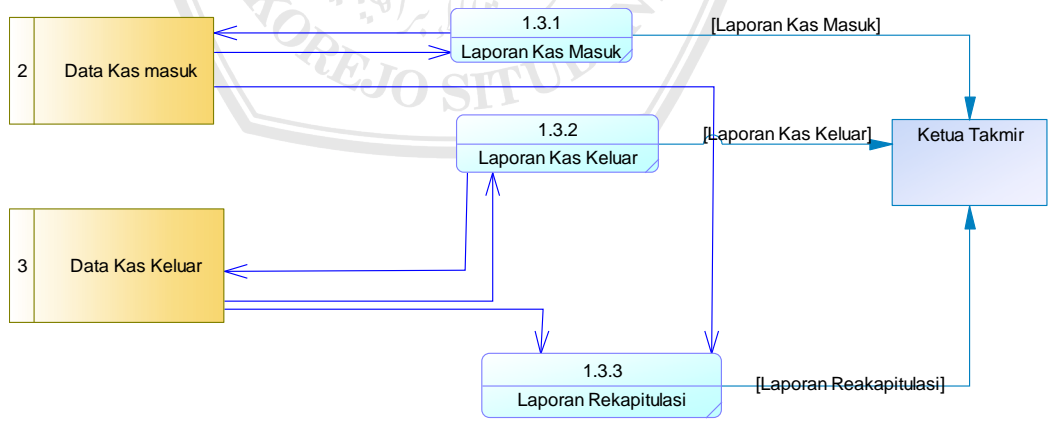 1.3.1
Laporan Kas Masuk
[Laporan Kas Masuk]
2
Data Kas masuk
1.3.2
Laporan Kas Keluar
[Laporan Kas Keluar]
Ketua Takmir
3
Data Kas Keluar
1.3.3
Laporan Rekapitulasi
[Laporan Reakapitulasi]